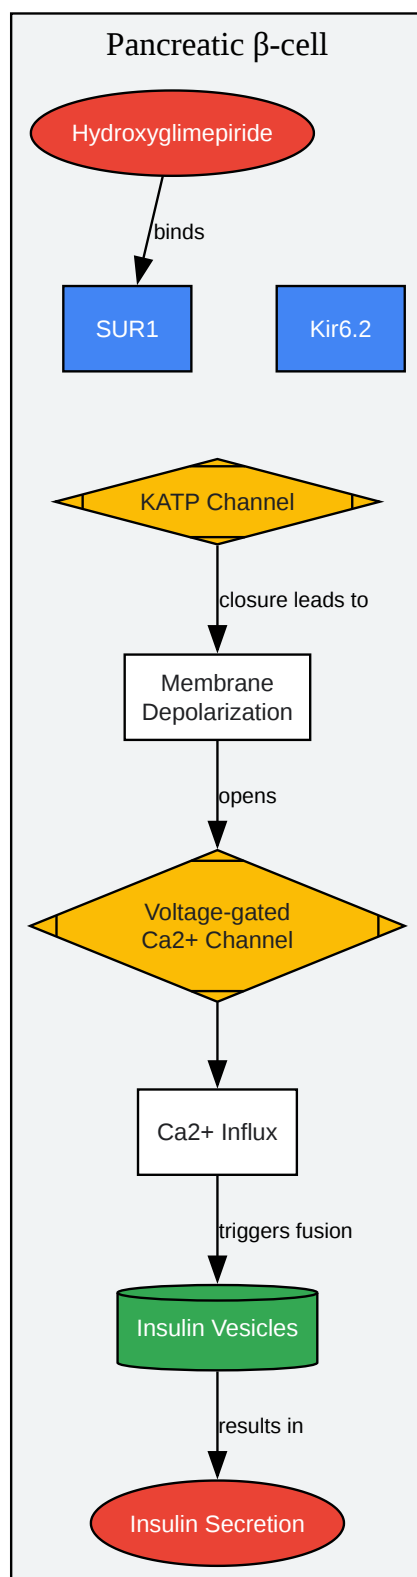 Pancreatic β-cell
Hydroxyglimepiride
binds
SUR1
Kir6.2
KATP Channel
closure leads to
Membrane
Depolarization
opens
Voltage-gated
Ca2+ Channel
Ca2+ Influx
triggers fusion
Insulin Vesicles
results in
Insulin Secretion